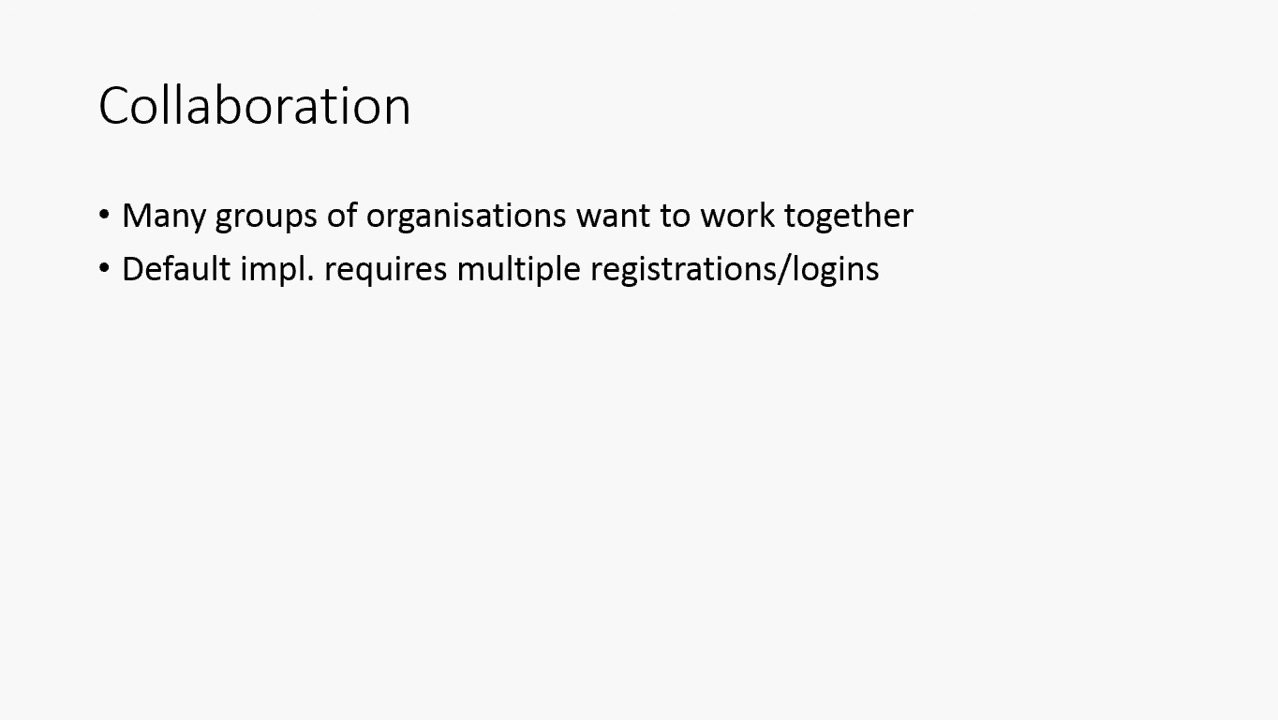 Collaboration
• Many groups of organisations want to work together
• Default impl. requires multiple registrations/logins